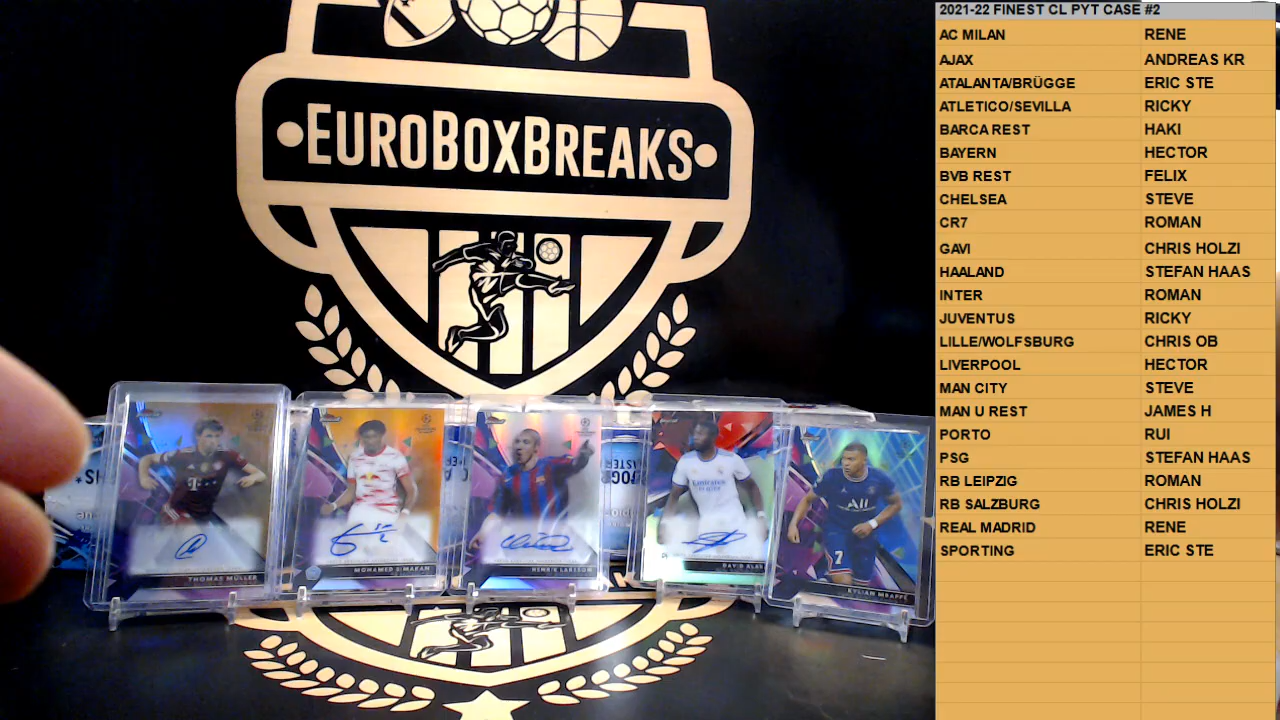 EUROBOXBREAKS
THOMAS MÜLLER
MOHAMED SIMAKAN
HENRIK LARSSON
DAVID ALA
KYLIAN MBAPPÉ
2021-22 FINEST CL PYT CASE #2
AC MILAN RENE
AJAX ANDREAS KR
ATALANTA/BRÜGGE ERIC STE
ATLETICO/SEVILLA RICKY
BARCA REST HAKI
BAYERN HECTOR
BVB REST FELIX
CHELSEA STEVE
CR7 ROMAN
GAVI CHRIS HOLZI
HAALAND STEFAN HAAS
INTER ROMAN
JUVENTUS RICKY
LILLE/WOLFSBURG CHRIS OB
LIVERPOOL HECTOR
MAN CITY STEVE
MAN U REST JAMES H
PORTO RUI
PSG STEFAN HAAS
RB LEIPZIG ROMAN
RB SALZBURG CHRIS HOLZI
REAL MADRID RENE
SPORTING ERIC STE